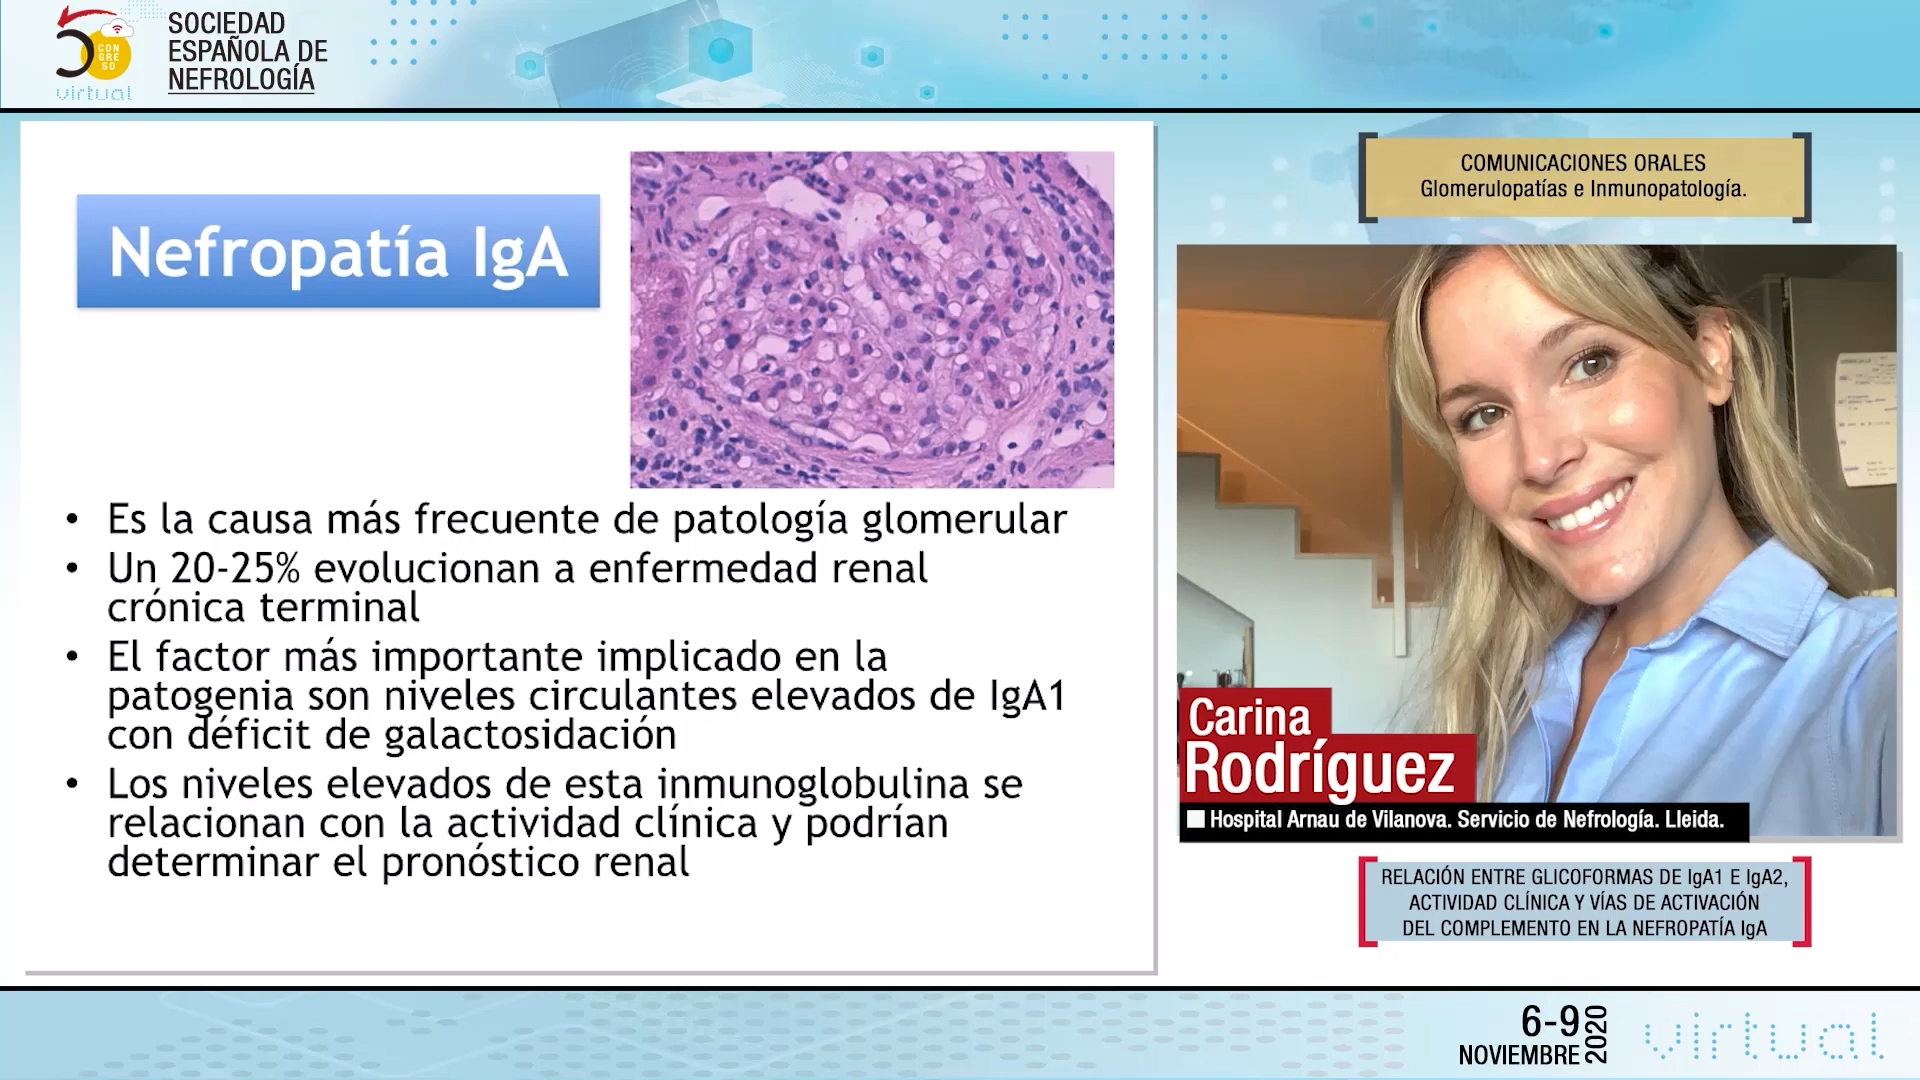 CON
GRE
SO
virtual
SOCIEDAD
ESPAÑOLA DE
NEFROLOGÍA
Nefropatía IgA
• Es la causa más frecuente de patología glomerular
• Un 20-25% evolucionan a enfermedad renal
crónica terminal
• El factor más importante implicado en la
patogenia son niveles circulantes elevados de IgA1
con déficit de galactosidación
• Los niveles elevados de esta inmunoglobulina se
relacionan con la actividad clínica y podrían
determinar el pronóstico renal
COMUNICACIONES ORALES
Glomerulopatías e Inmunopatología.
Carina
Rodríguez
Hospital Arnau de Vilanova. Servicio de Nefrología. Lleida.
RELACIÓN ENTRE GLICOFORMAS DE IgA1 E IgA2,
ACTIVIDAD CLÍNICA Y VÍAS DE ACTIVACIÓN
DEL COMPLEMENTO EN LA NEFROPATÍA IgA
6-9
NOVIEMBRE
2020
virtual